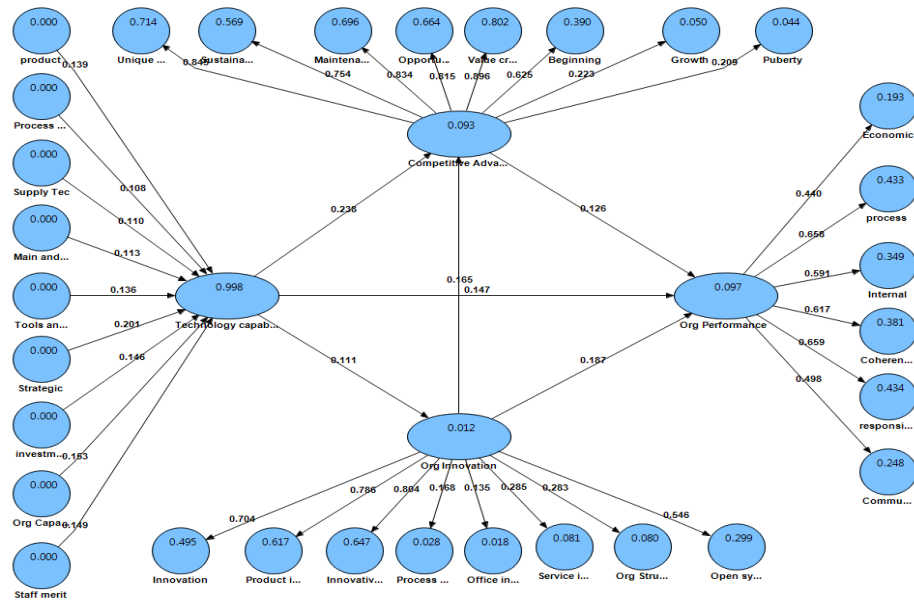 0.000
product
0.139
0.714
Unique ...
0.569
Sustaina...
0.696
Maintena...
0.664
Opportu...
0.802
Value cr...
0.390
Beginning
0.050
Growth
0.044
Puberty
0.845
0.754
0.834
0.815
0.896
0.625
0.223
0.209
0.000
Process ...
0.108
0.093
Competitive Adva...
0.193
Economic
0.440
0.000
Supply Tec
0.110
0.433
process
0.658
0.000
Main and...
0.113
0.238
0.126
0.349
Internal
0.591
0.000
Tools an...
0.136
0.998
Technology capab...
0.165
0.147
0.097
Org Performance
0.617
0.381
Coheren...
0.000
Strategic
0.201
0.111
0.187
0.659
0.434
responsi...
0.000
investm...
0.146
0.498
0.248
Commu...
0.012
Org Innovation
0.000
Org Capa...
0.153
0.000
Staff merit
0.149
0.704
0.786
0.804
0.168
0.135
0.285
0.283
0.546
0.495
Innovation
0.617
Product i...
0.647
Innovativ...
0.028
Process ...
0.018
Office in...
0.081
Service i...
0.080
Org Stru...
0.299
Open sy...